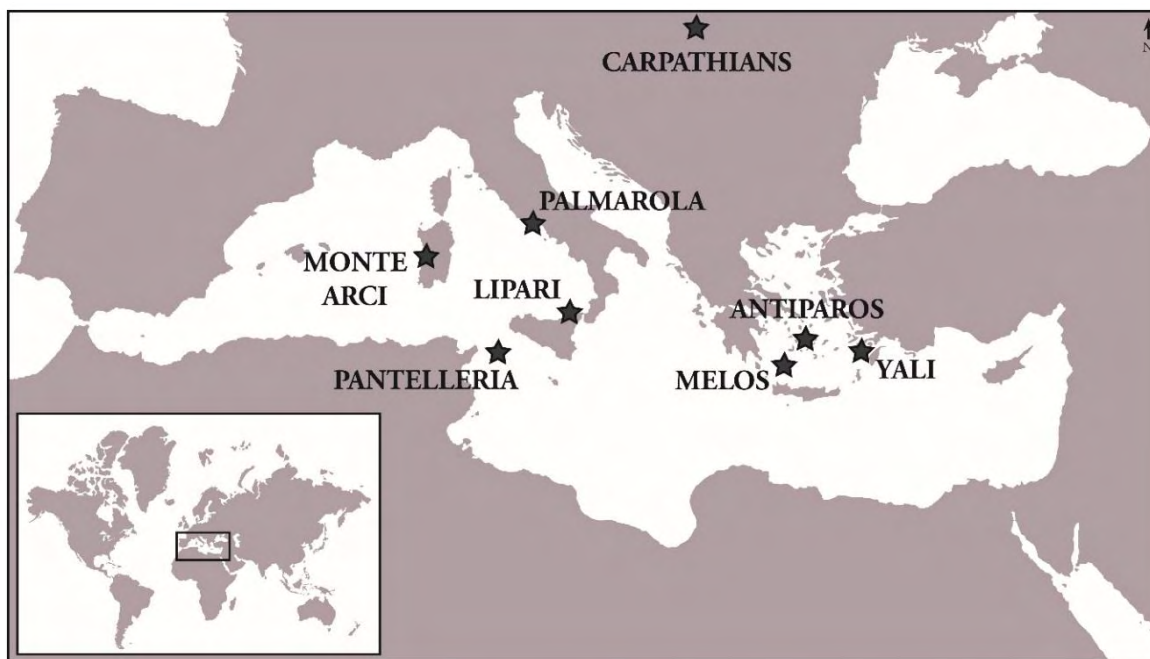 CARPATHIANS
N
PALMAROLA
MONTE
ARCI
LIPARI
ANTIPAROS
PANTELLERIA
MELOS
YALI